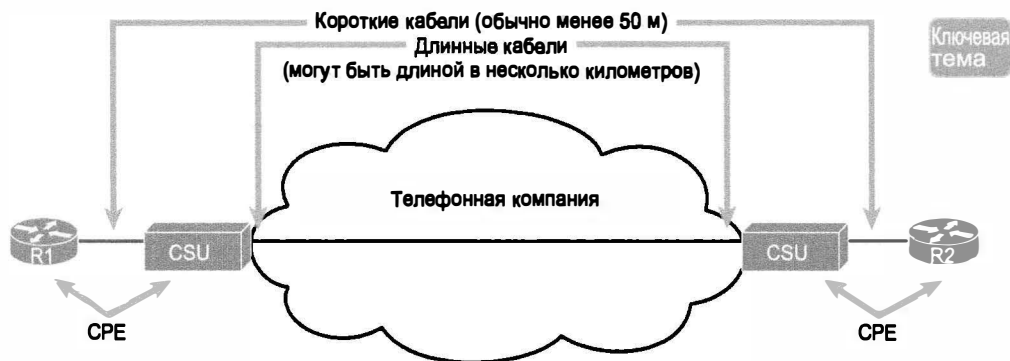 Короткие кабели (обычно менее 50 м)
Длинные кабели
(могут быть длиной в несколько километров)
Ключевая
тема
Телефонная компания
R1
CSU
CSU
R2
CPE
CPE